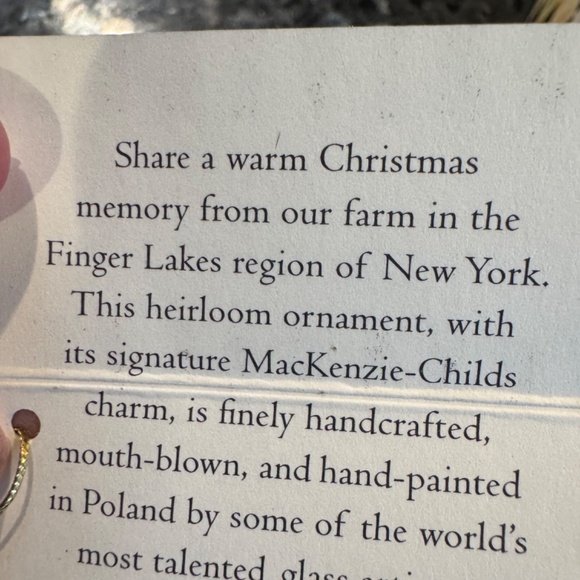 Share a warm Christmas
memory from our farm in the
Finger Lakes region of New York.
This heirloom ornament, with
its signature MacKenzie-Childs
charm, is finely handcrafted,
mouth-blown, and hand-painted
in Poland by some of the world's
most talented glass